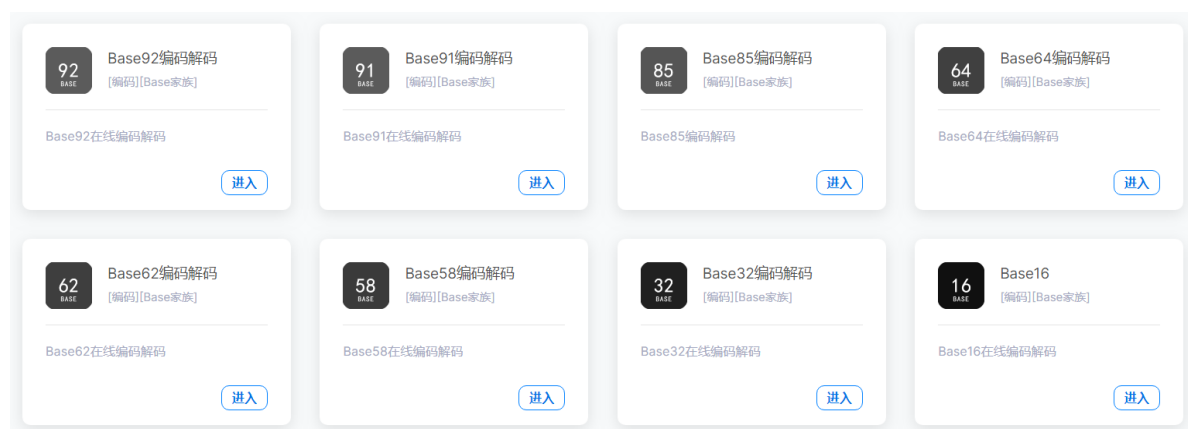 92
BASE
Base92编码解码
[编码][Base家族]
Base92在线编码解码
进入
91
BASE
Base91编码解码
[编码][Base家族]
Base91在线编码解码
进入
85
BASE
Base85编码解码
[编码][Base家族]
Base85编码解码
进入
64
BASE
Base64编码解码
[编码][Base家族]
Base64在线编码解码
进入
62
BASE
Base62编码解码
[编码][Base家族]
Base62在线编码解码
进入
58
BASE
Base58编码解码
[编码][Base家族]
Base58在线编码解码
进入
32
BASE
Base32编码解码
[编码][Base家族]
Base32在线编码解码
进入
16
BASE
Base16
[编码][Base家族]
Base16在线编码解码
进入